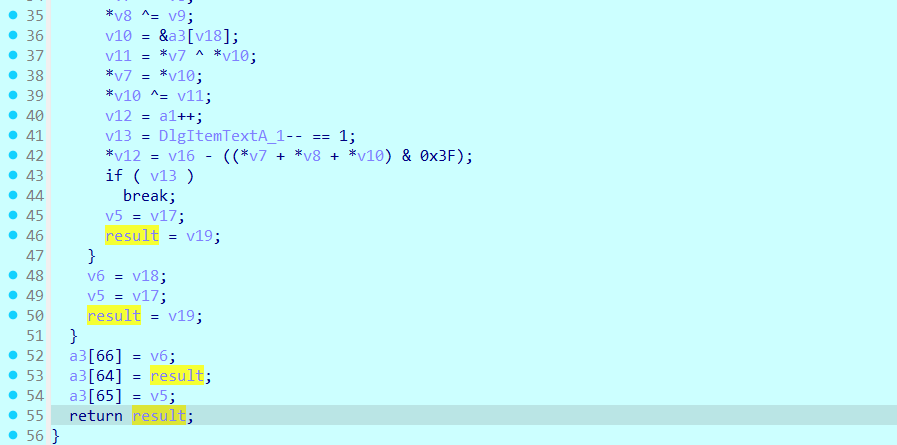 35 *v8 ^= v9;
36 v10 = &a3[v18];
37 v11 = *v7 ^ *v10;
38 *v7 = *v10;
39 *v10 ^= v11;
40 v12 = a1++;
41 v13 = DlgItemTextA_1-- == 1;
42 *v12 = v16 - ((*v7 + *v8 + *v10) & 0x3F);
43 if ( v13 )
44 break;
45 v5 = v17;
46 result = v19;
47 }
48 v6 = v18;
49 v5 = v17;
50 result = v19;
51 }
52 a3[66] = v6;
53 a3[64] = result;
54 a3[65] = v5;
55 return result;
56 }